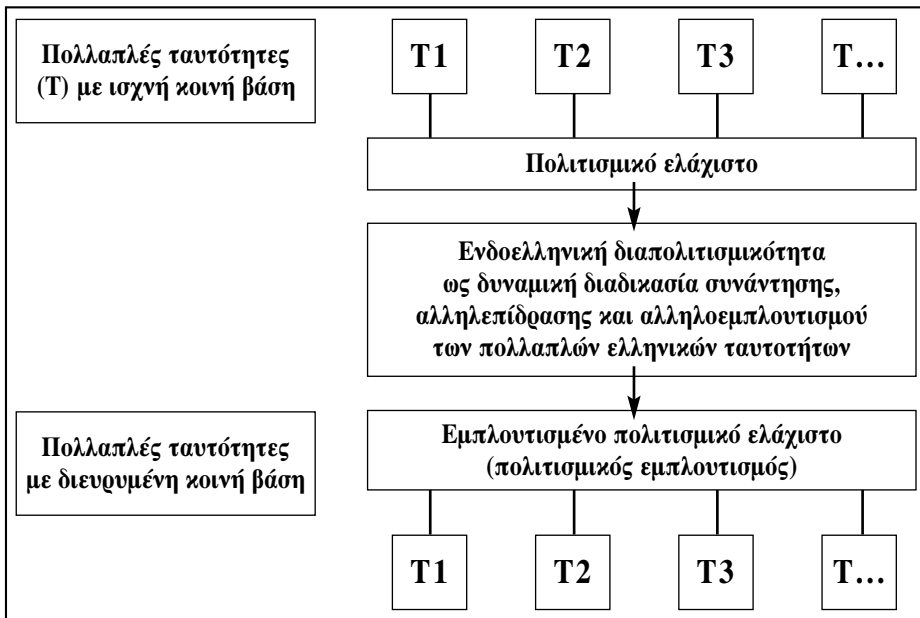 Πολλαπλές ταυτότητες
(Τ) με ισχνή κοινή βάση
Τ1 Τ2 Τ3 Τ...
Πολιτισμικό ελάχιστο
Ενδοελληνική διαπολιτισμικότητα
ως δυναμική διαδικασία συνάντησης,
αλληλεπίδρασης και αλληλοεμπλουτισμού
των πολλαπλών ελληνικών ταυτοτήτων
Πολλαπλές ταυτότητες
με διευρυμένη κοινή βάση
Εμπλουτισμένο πολιτισμικό ελάχιστο
(πολιτισμικός εμπλουτισμός)
Τ1 Τ2 Τ3 Τ...